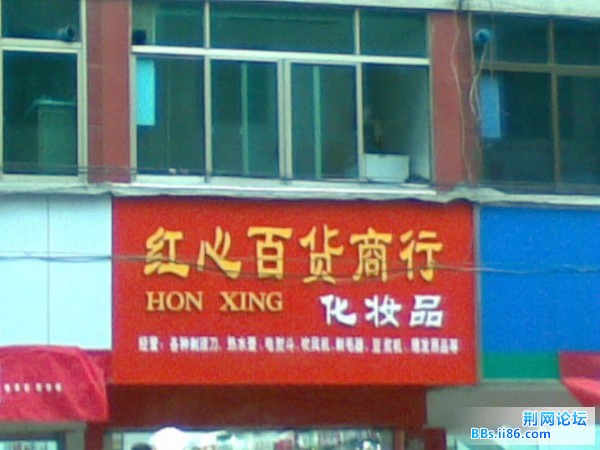 红心百货商行
HON XING 化妆品
经营：各种剃须刀、热水壶、电熨斗、吹风机、剃毛器、豆浆机、理发用品等
荆网论坛
BBs.ii86.com